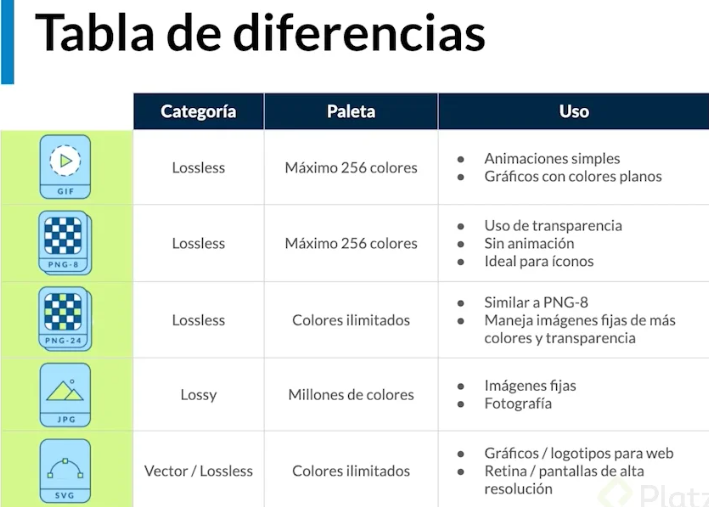 Tabla de diferencias
Categoría Paleta Uso
GIF Lossless Máximo 256 colores
● Animaciones simples
● Gráficos con colores planos
PNG-8 Lossless Máximo 256 colores
● Uso de transparencia
● Sin animación
● Ideal para íconos
PNG-24 Lossless Colores ilimitados
● Similar a PNG-8
● Maneja imágenes fijas de más
colores y transparencia
JPG Lossy Millones de colores
● Imágenes fijas
● Fotografía
SVG Vector / Lossless Colores ilimitados
● Gráficos / logotipos para web
● Retina / pantallas de alta
resolución
Platz